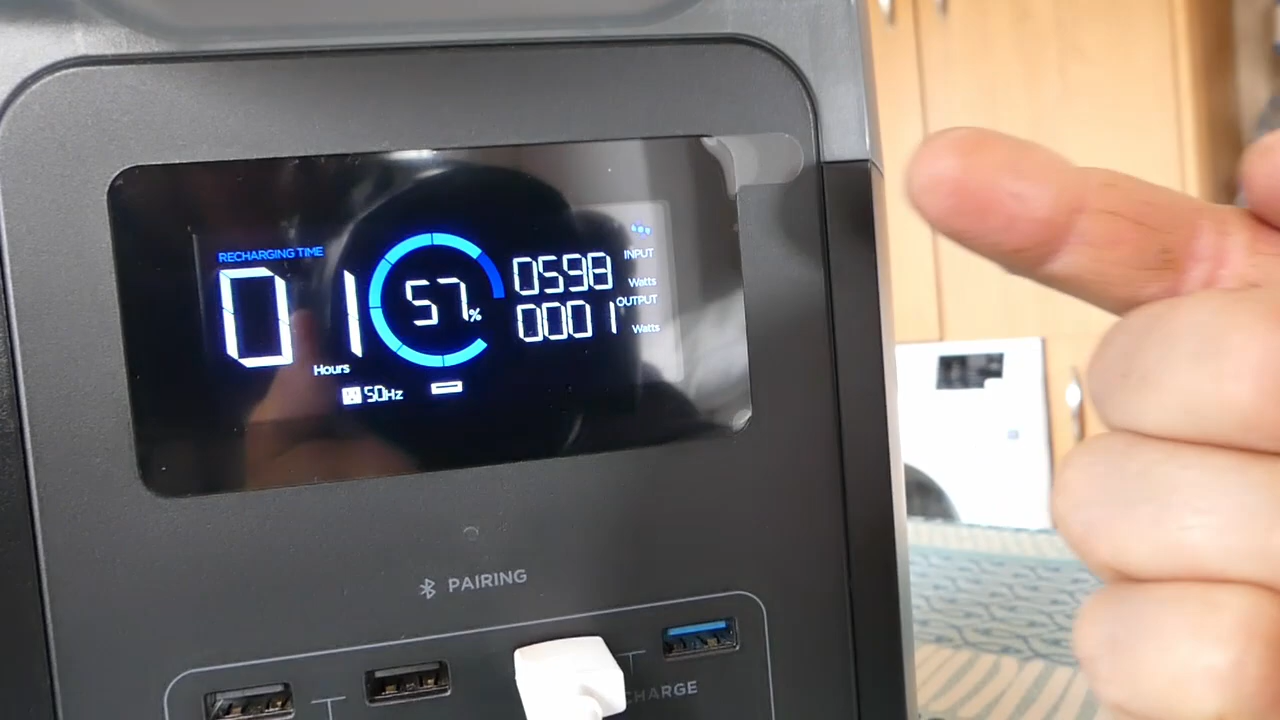 RECHARGING TIME
01
Hours
57%
0598
INPUT
Watts
0001
OUTPUT
Watts
50Hz
PAIRING
CHARGE